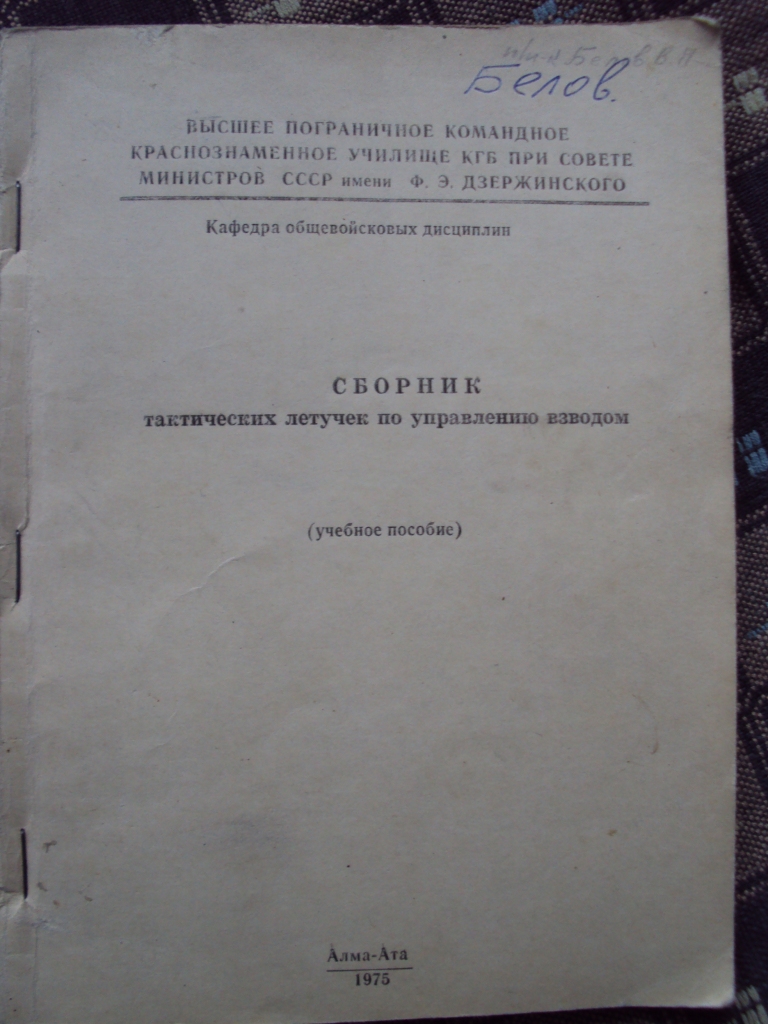 п/п-к Белов В. П.
Белов.
ВЫСШЕЕ ПОГРАНИЧНОЕ КОМАНДНОЕ
КРАСНОЗНАМЕННОЕ УЧИЛИЩЕ КГБ ПРИ СОВЕТЕ
МИНИСТРОВ СССР имени Ф. Э. ДЗЕРЖИНСКОГО
Кафедра общевойсковых дисциплин
СБОРНИК
тактических летучек по управлению взводом
(учебное пособие)
Алма-Ата
1975